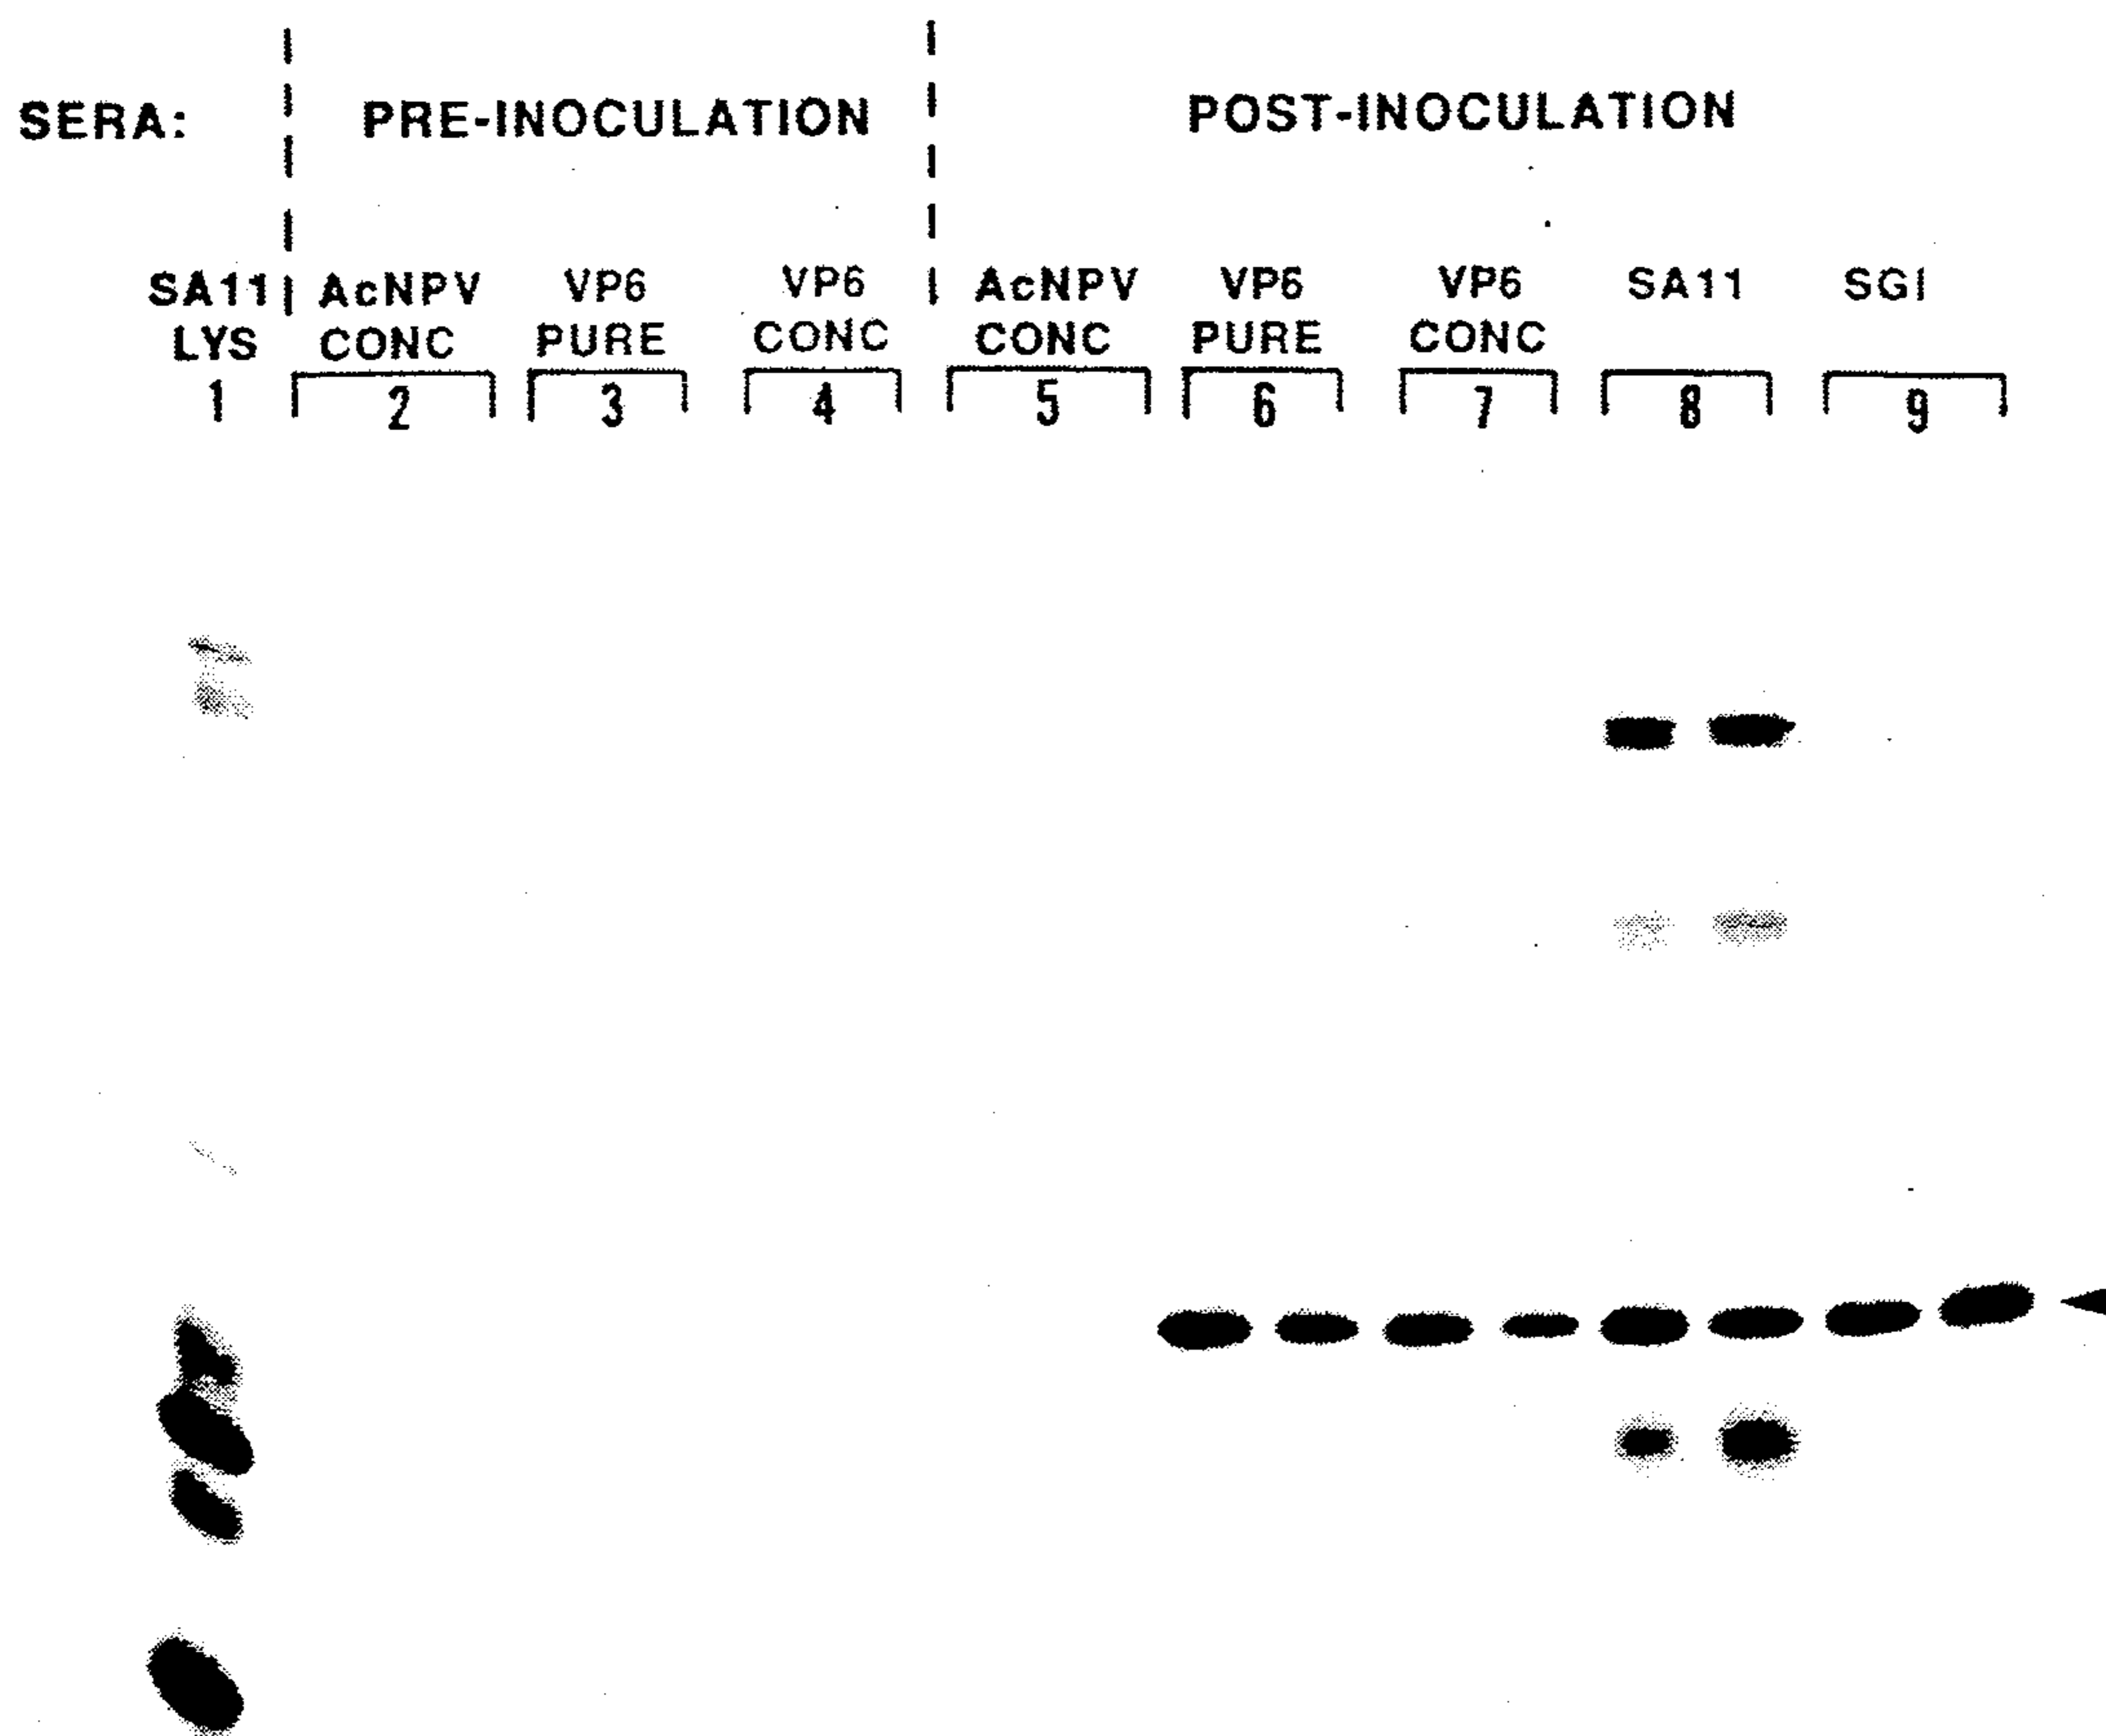 SERA: PRE-INOCULATION POST-INOCULATION
SA11 AcNPV VP6 VP6 AcNPV VP6 VP6 SA11 SGI
LYS CONC PURE CONC CONC PURE CONC
1 2 3 4 5 6 7 8 9